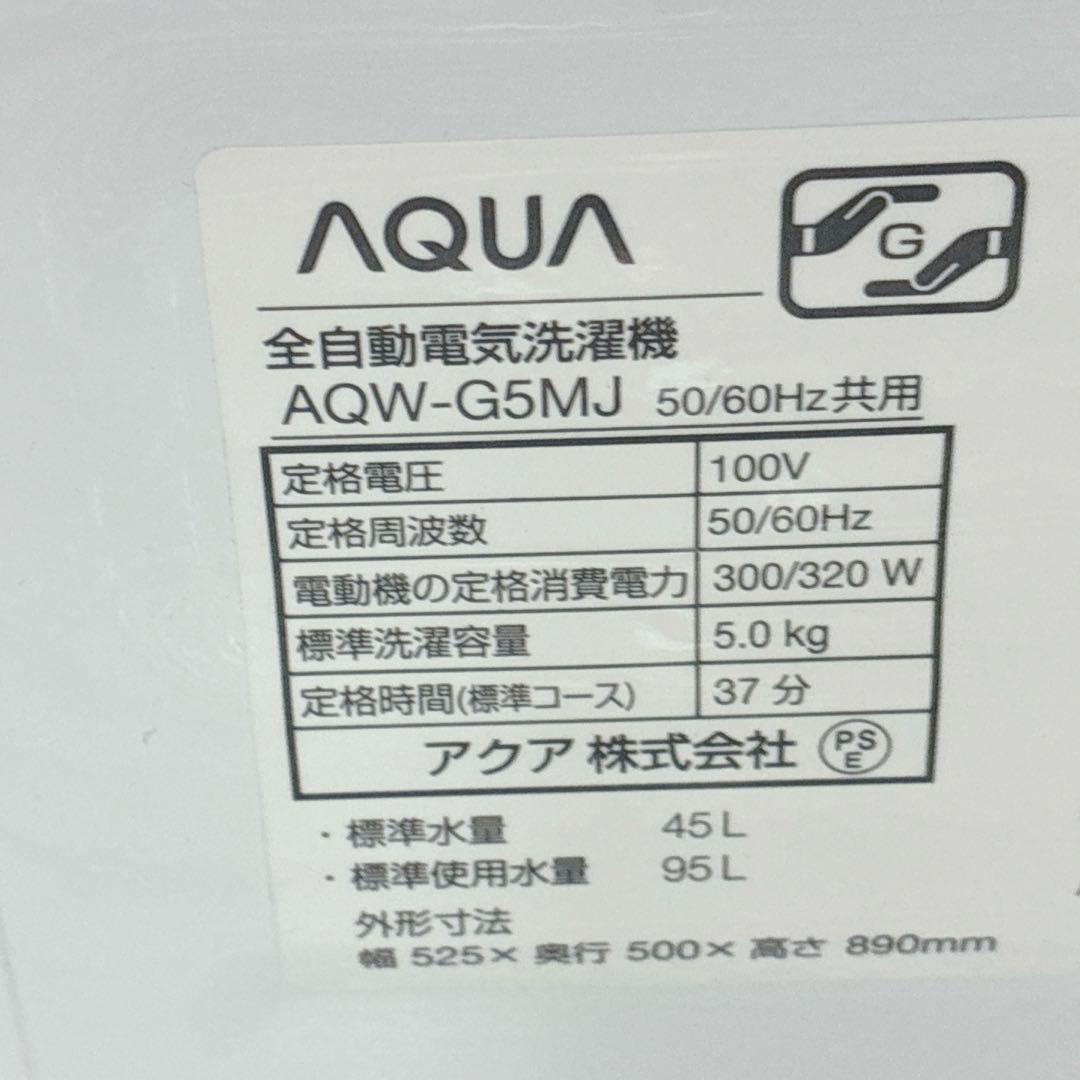 AQUA
G
全自動電気洗濯機
AQW-G5MJ 50/60Hz共用
定格電圧 100V
定格周波数 50/60Hz
電動機の定格消費電力 300/320 W
標準洗濯容量 5.0 kg
定格時間(標準コース) 37 分
アクア 株式会社 PSE
・標準水量 45L
・標準使用水量 95L
外形寸法
幅 525× 奥行 500× 高さ 890mm